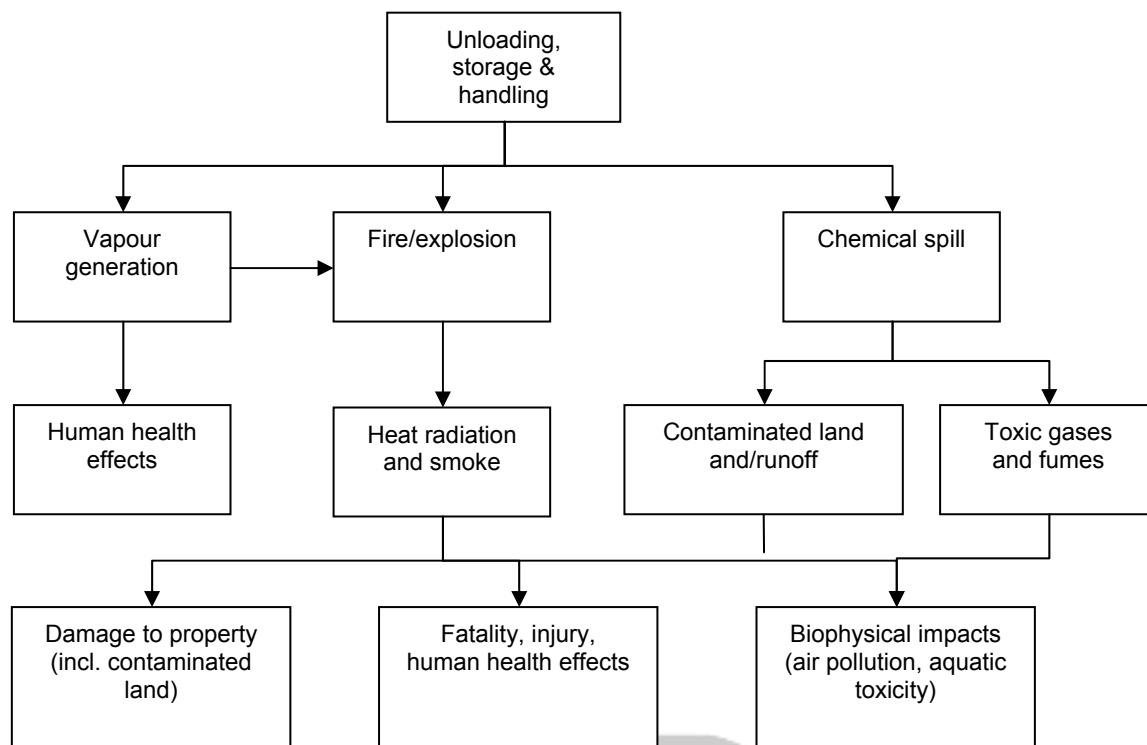 Unloading,
storage &
handling
Vapour
generation
Fire/explosion
Chemical spill
Human health
effects
Heat radiation
and smoke
Contaminated land
and/runoff
Toxic gases
and fumes
Damage to property
(incl. contaminated
land)
Fatality, injury,
human health effects
Biophysical impacts
(air pollution, aquatic
toxicity)